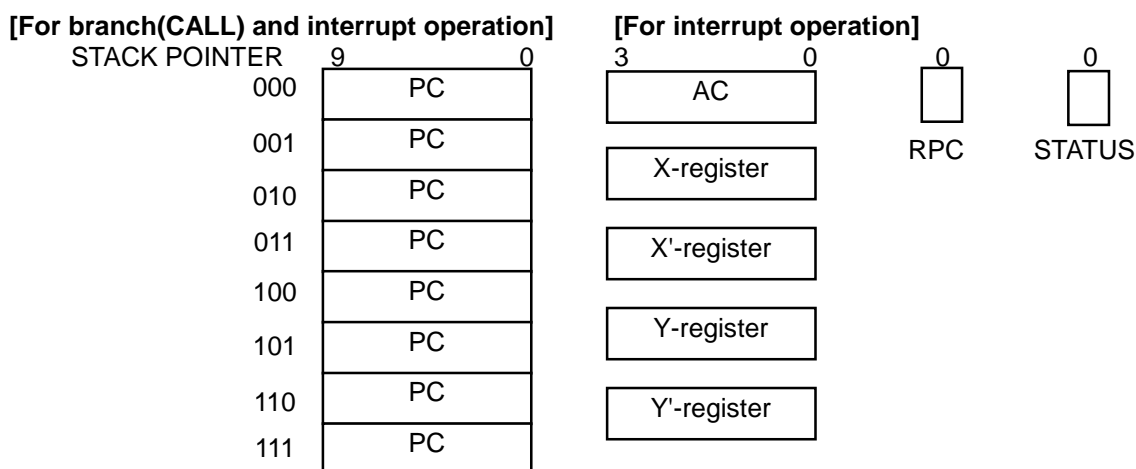 [For branch(CALL) and interrupt operation] [For interrupt operation]
STACK POINTER 9 0 3 0 0 0
000 PC AC
001 PC RPC STATUS
X-register
010 PC
011 PC X'-register
100 PC
101 PC Y-register
110 PC Y'-register
111 PC